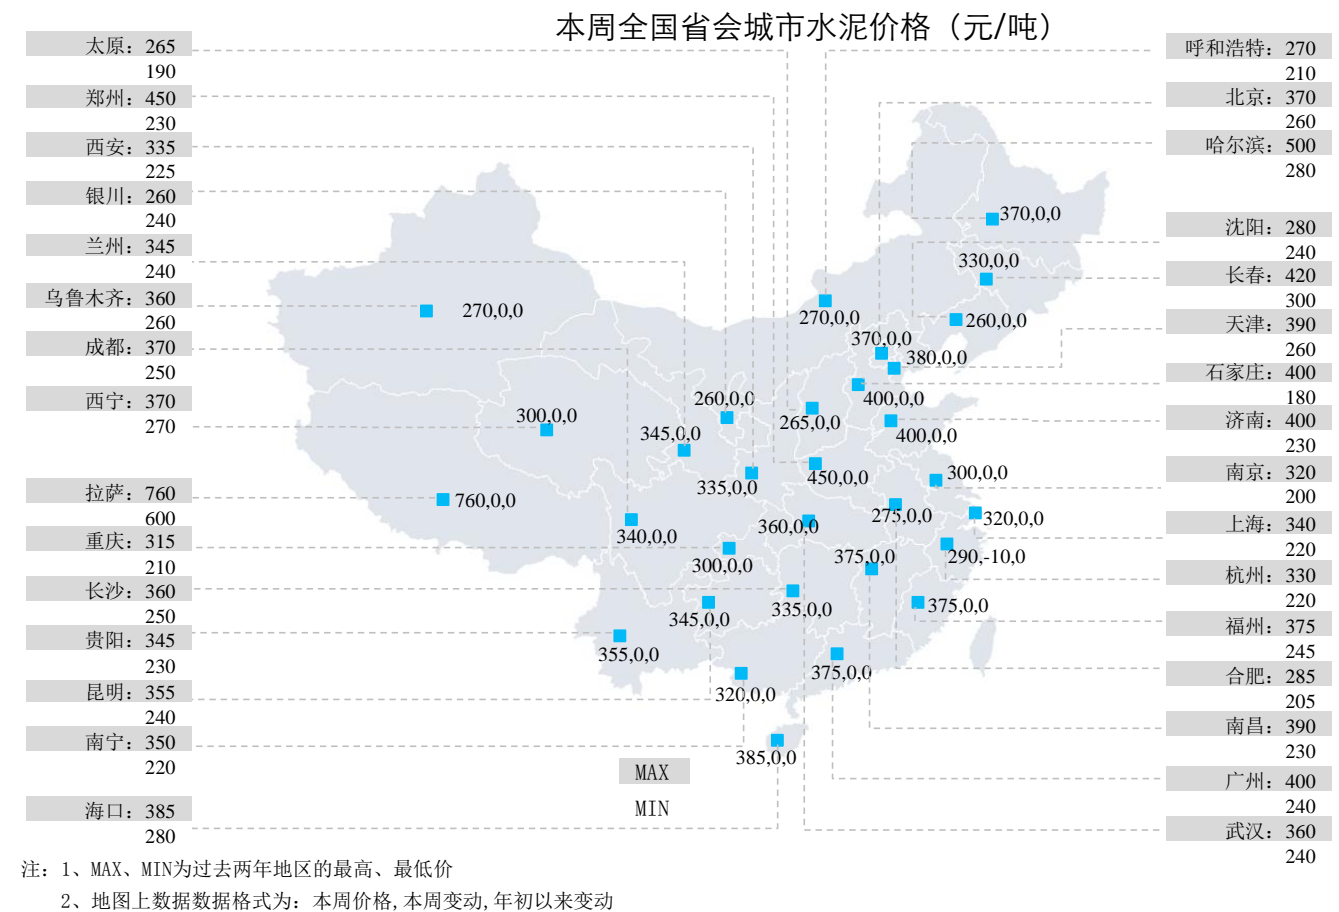 本周全国省会城市水泥价格（元/吨）
太原：265
190
郑州：450
230
西安：335
225
银川：260
240
兰州：345
240
乌鲁木齐：360
260
成都：370
250
西宁：370
270
拉萨：760
600
重庆：315
210
长沙：360
250
贵阳：345
230
昆明：355
240
南宁：350
220
海口：385
280
370,0,0
330,0,0
270,0,0
270,0,0
260,0,0
370,0,0
380,0,0
400,0,0
260,0,0
265,0,0
300,0,0
345,0,0
400,0,0
335,0,0
450,0,0
300,0,0
760,0,0
275,0,0
320,0,0
340,0,0
360,0,0
300,0,0
375,0,0
290,-10,0
345,0,0
335,0,0
375,0,0
355,0,0
320,0,0
375,0,0
385,0,0
MAX
MIN
呼和浩特：270
210
北京：370
260
哈尔滨：500
280
沈阳：280
240
长春：420
300
天津：390
260
石家庄：400
180
济南：400
230
南京：320
200
上海：340
220
杭州：330
220
福州：375
245
合肥：285
205
南昌：390
230
广州：400
240
武汉：360
240
注：1、MAX、MIN为过去两年地区的最高、最低价
2、地图上数据数据格式为：本周价格,本周变动,年初以来变动